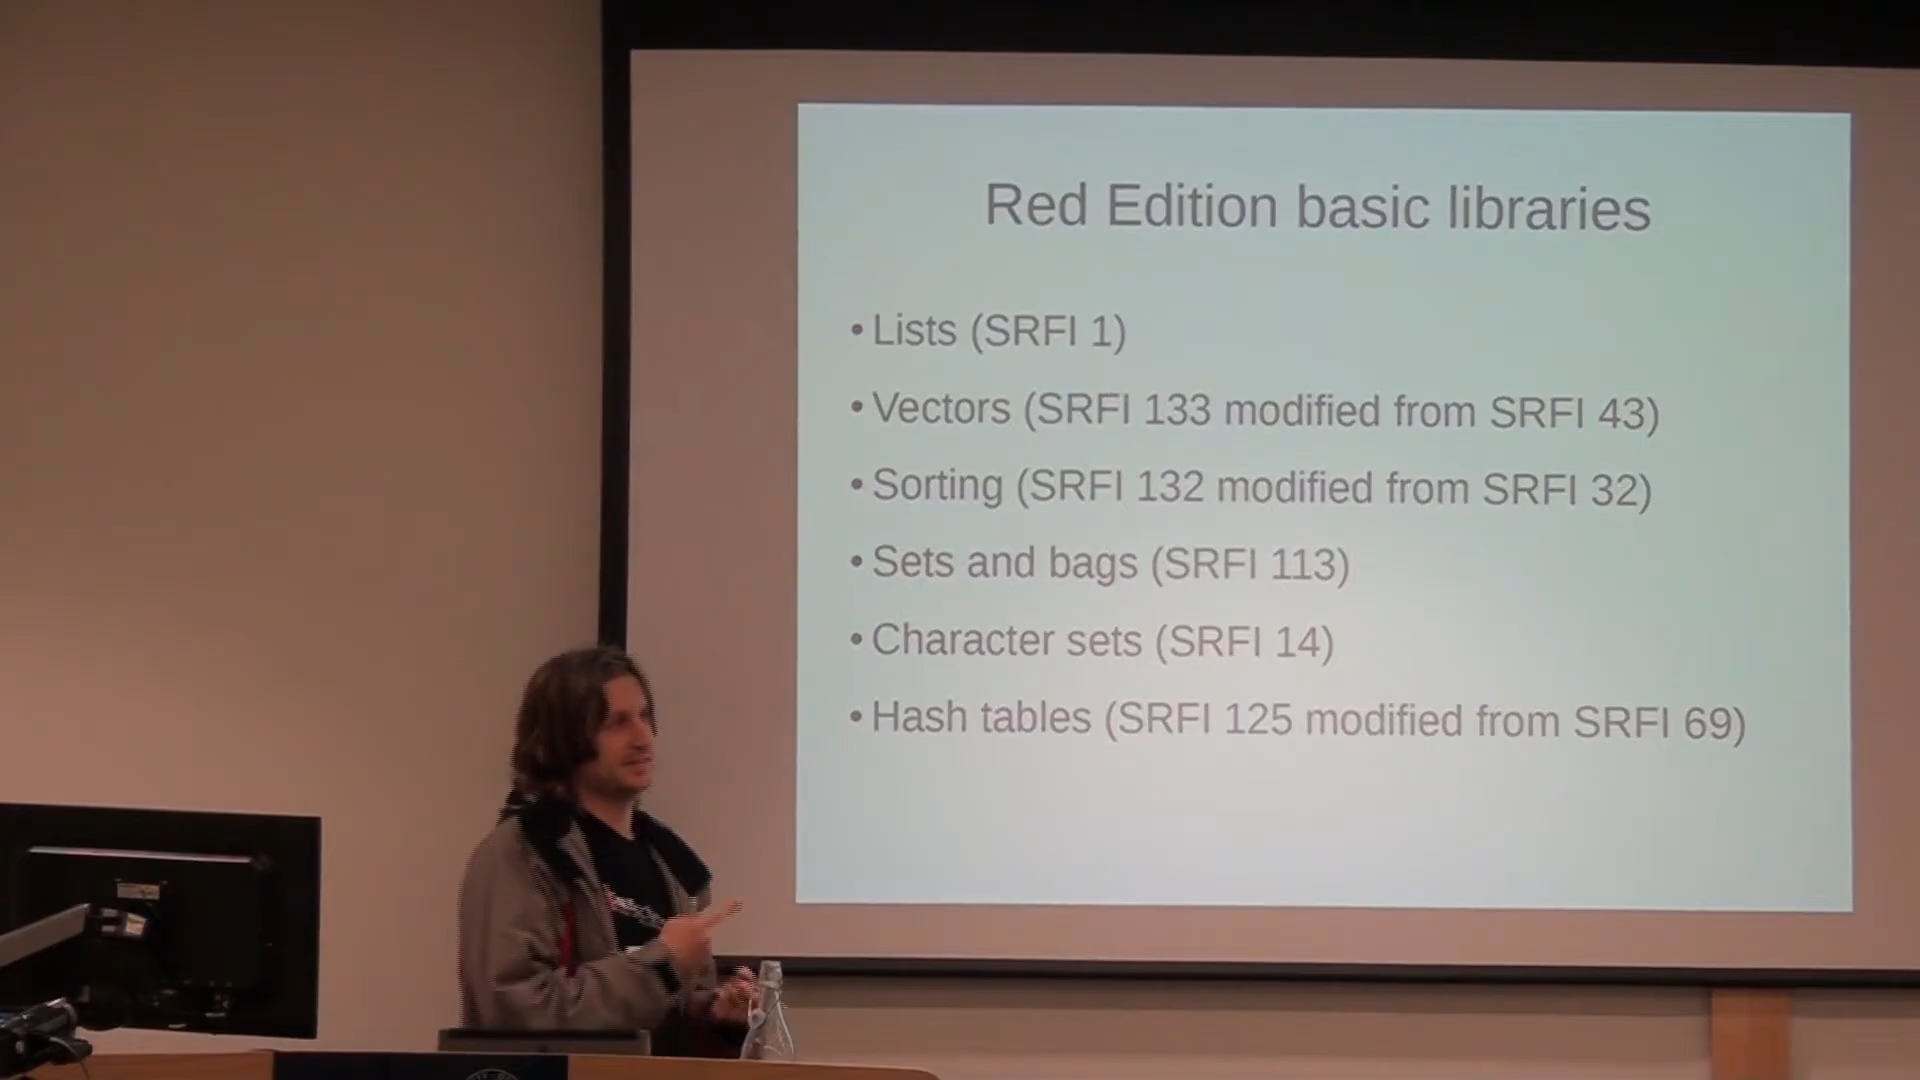 Red Edition basic libraries
• Lists (SRFI 1)
• Vectors (SRFI 133 modified from SRFI 43)
• Sorting (SRFI 132 modified from SRFI 32)
• Sets and bags (SRFI 113)
• Character sets (SRFI 14)
• Hash tables (SRFI 125 modified from SRFI 69)